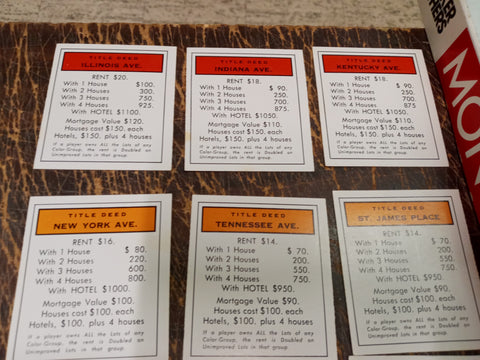 TITLE DEED
ILLINOIS AVE.
RENT $20.
With 1 House $100.
With 2 Houses 300.
With 3 Houses 750.
With 4 Houses 925.
With HOTEL $1100.
Mortgage Value $120.
Houses cost $150. each
Hotels, $150. plus 4 houses
If a player owns ALL the Lots of any
Color-Group, the rent is Doubled on
Unimproved Lots in that group.
TITLE DEED
INDIANA AVE.
RENT $18.
With 1 House $ 90.
With 2 Houses 250.
With 3 Houses 700.
With 4 Houses 875.
With HOTEL $1050.
Mortgage Value $110.
Houses cost $150. each
Hotels, $150. plus 4 houses
If a player owns ALL the Lots of any
Color-Group, the rent is Doubled on
Unimproved Lots in that group.
TITLE DEED
KENTUCKY AVE.
RENT $18.
With 1 House $ 90.
With 2 Houses 250.
With 3 Houses 700.
With 4 Houses 875
With HOTEL $1050.
Mortgage Value $110.
Houses cost $150. each
Hotels, $150. plus 4 houses
If a player owns ALL the Lots of any
Color-Group, the rent is Doubled on
Unimproved Lots in that group.
TITLE DEED
NEW YORK AVE.
RENT $16.
With 1 House $ 80.
With 2 Houses 220.
With 3 Houses 600.
With 4 Houses 800.
With HOTEL $1000.
Mortgage Value $100.
Houses cost $100. each
Hotels, $100. plus 4 houses
If a player owns ALL the Lots of any
Color-Group, the rent is Doubled on
Unimproved Lots in that group.
TITLE DEED
TENNESSEE AVE.
RENT $14.
With 1 House $ 70.
With 2 Houses 200.
With 3 Houses 550.
With 4 Houses 750.
With HOTEL $950.
Mortgage Value $90.
Houses cost $100. each
Hotels, $100. plus 4 houses
If a player owns ALL the Lots of any
Color-Group, the rent is Doubled on
Unimproved Lots in that group.
TITLE DEED
ST. JAMES PLACE
RENT $14.
With 1 House $ 70.
With 2 Houses 200.
With 3 Houses 550.
With 4 Houses 750.
With HOTEL $950.
Mortgage Value $90.
Houses cost $100. each
Hotels, $100. plus 4 houses
If a player owns ALL the Lots of any
Color-Group, the rent is Doubled on
MON